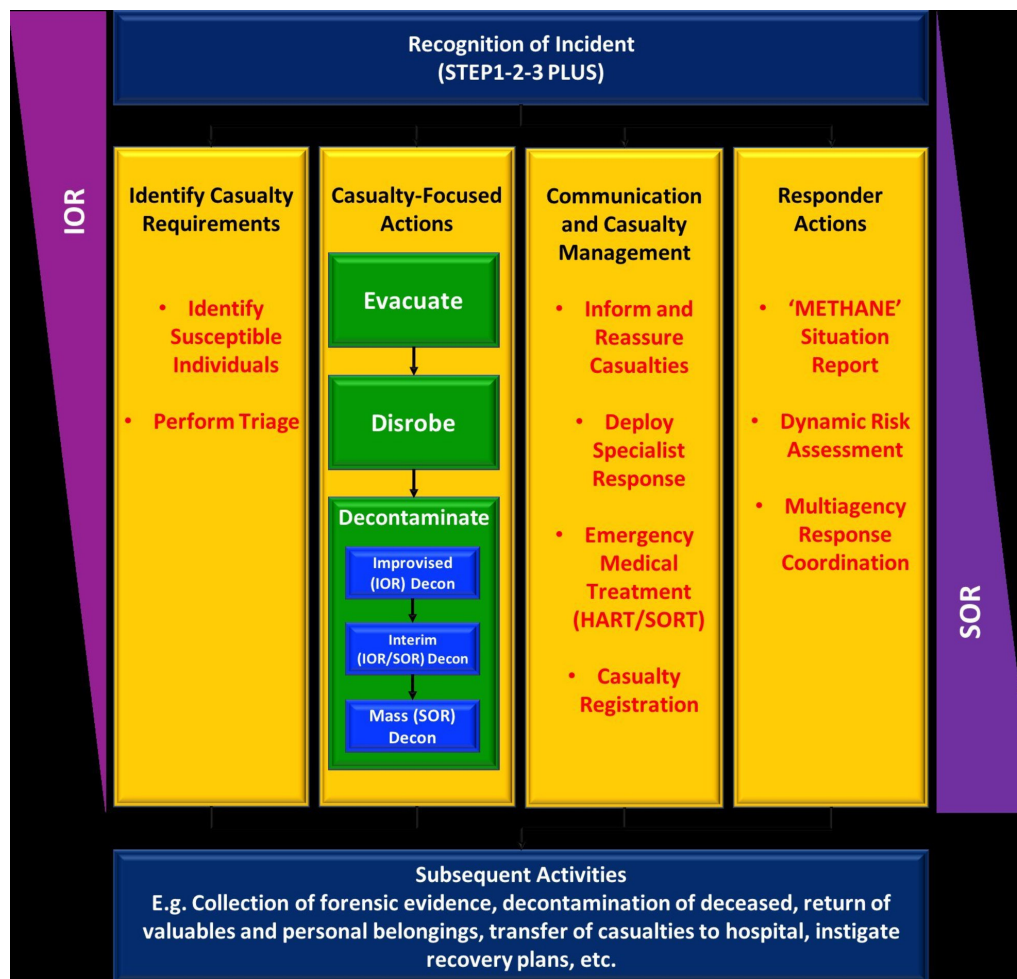 Recognition of Incident
(STEP1-2-3 PLUS)
IOR
Identify Casualty
Requirements
• Identify
Susceptible
Individuals
• Perform Triage
Casualty-Focused
Actions
Evacuate
Disrobe
Decontaminate
Improvised
(IOR) Decon
Interim
(IOR/SOR) Decon
Mass (SOR)
Decon
Communication
and Casualty
Management
• Inform and
Reassure
Casualties
• Deploy
Specialist
Response
• Emergency
Medical
Treatment
(HART/SORT)
• Casualty
Registration
Responder
Actions
• ‘METHANE’
Situation
Report
• Dynamic Risk
Assessment
• Multiagency
Response
Coordination
SOR
Subsequent Activities
E.g. Collection of forensic evidence, decontamination of deceased, return of
valuables and personal belongings, transfer of casualties to hospital, instigate
recovery plans, etc.